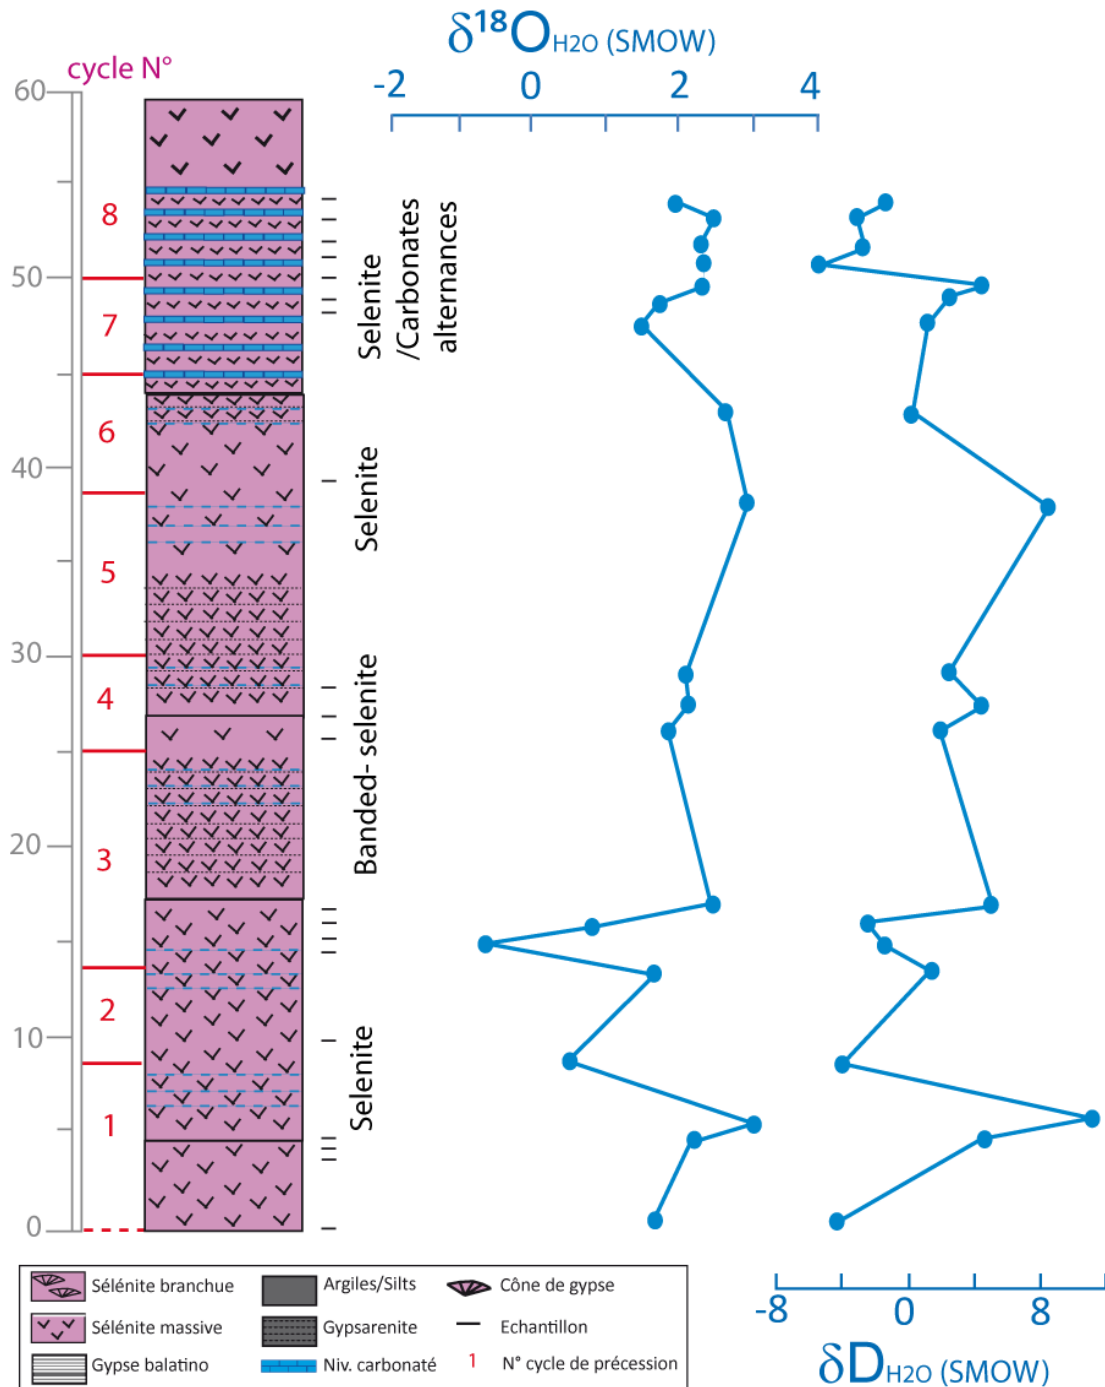 δ18OH2O (SMOW)
cycle N°
-2 0 2 4
60
50
40
30
20
10
0
8
7
6
5
4
3
2
1
Selenite
/Carbonates
alternances
Selenite
Banded- selenite
Selenite
-8 0 8
δDH2O (SMOW)
Sélénite branchue
Argiles/Silts
Cône de gypse
Sélénite massive
Gypsarenite
Echantillon
Gypse balatino
Niv. carbonaté
1 N° cycle de précession